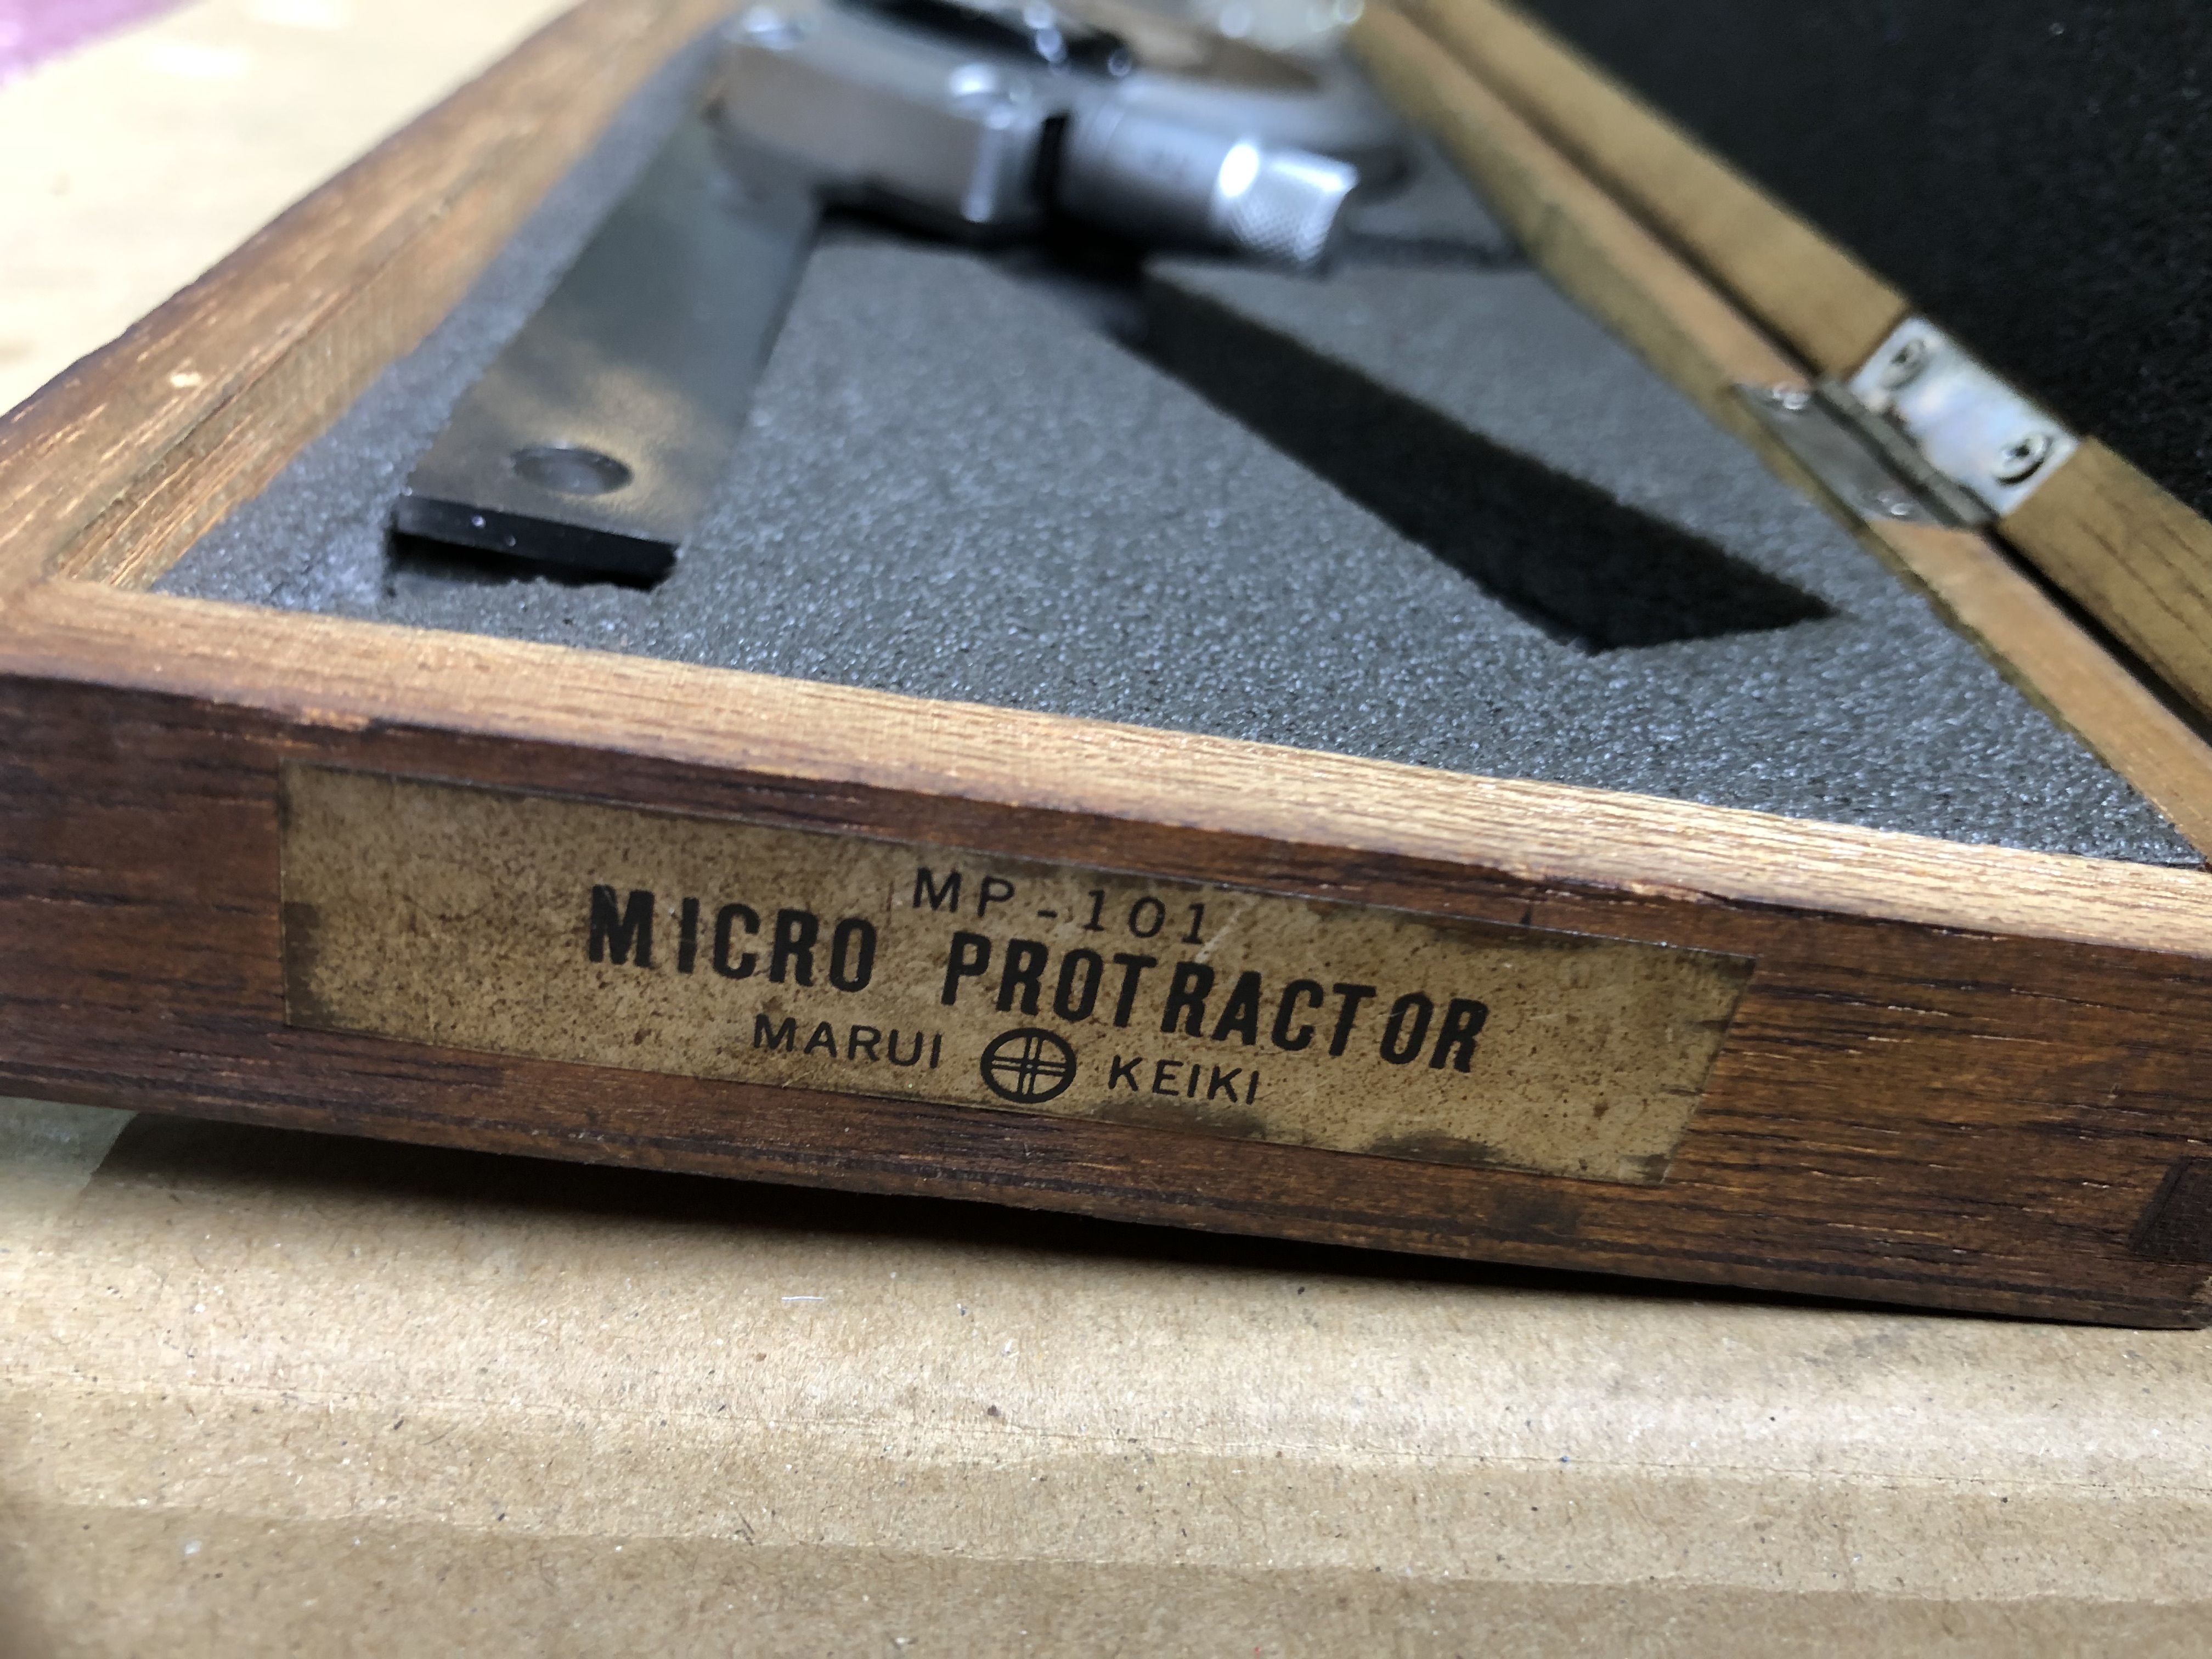 MP-101
MICRO PROTRACTOR
MARUI KEIKI